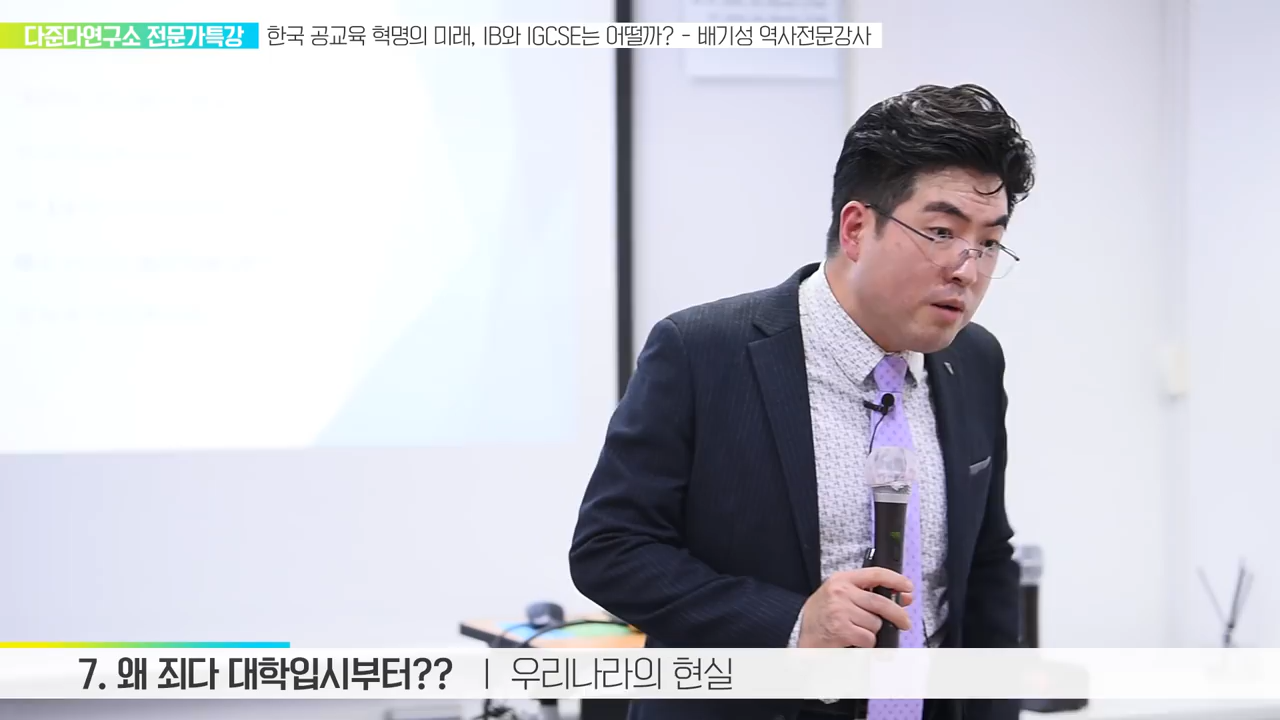 다준다연구소 전문가특강 한국 공교육 혁명의 미래, IB와 IGCSE는 어떨까? - 배기성 역사전문강사
7. 왜 죄다 대학입시부터?? | 우리나라의 현실